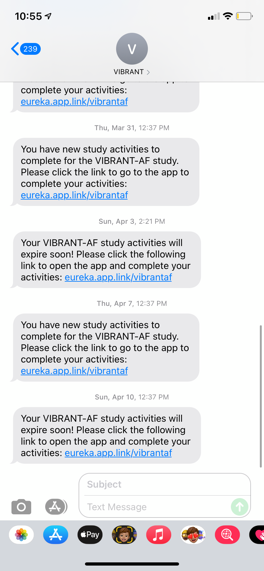 10:55
239
V
VIBRANT
complete your activities:
eureka.app.link/vibrantaf
Thu, Mar 31, 12:37 PM
You have new study activities to
complete for the VIBRANT-AF study.
Please click the link to go to the app to
complete your activities:
eureka.app.link/vibrantaf
Sun, Apr 3, 2:21 PM
Your VIBRANT-AF study activities will
expire soon! Please click the following
link to open the app and complete your
activities: eureka.app.link/vibrantaf
Thu, Apr 7, 12:37 PM
You have new study activities to
complete for the VIBRANT-AF study.
Please click the link to go to the app to
complete your activities:
eureka.app.link/vibrantaf
Sun, Apr 10, 12:37 PM
Your VIBRANT-AF study activities will
expire soon! Please click the following
link to open the app and complete your
activities: eureka.app.link/vibrantaf
Subject
Text Message
Pay